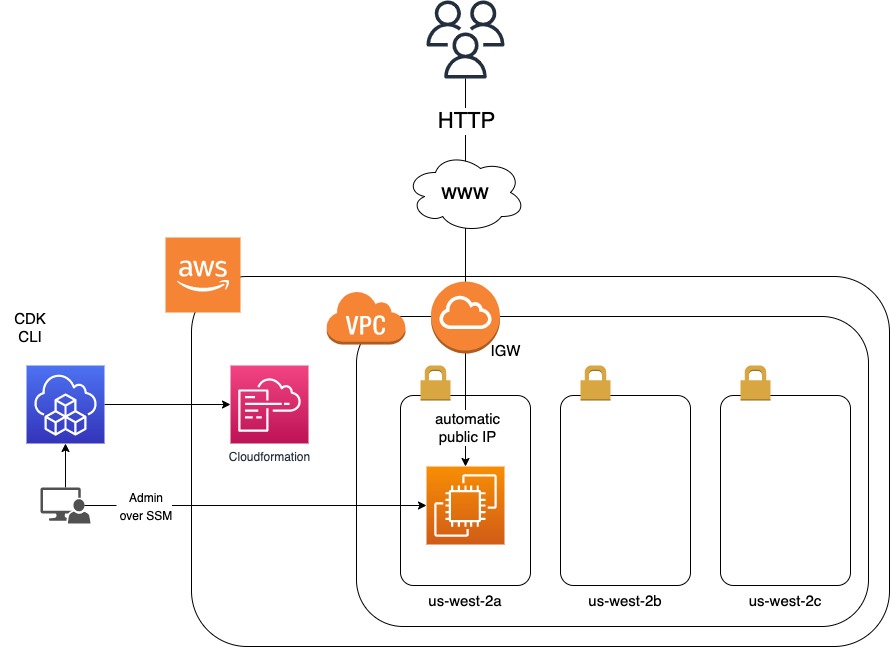 HTTP
WWW
aws
VPC
IGW
CDK
CLI
Cloudformation
automatic
public IP
Admin
over SSM
us-west-2a
us-west-2b
us-west-2c